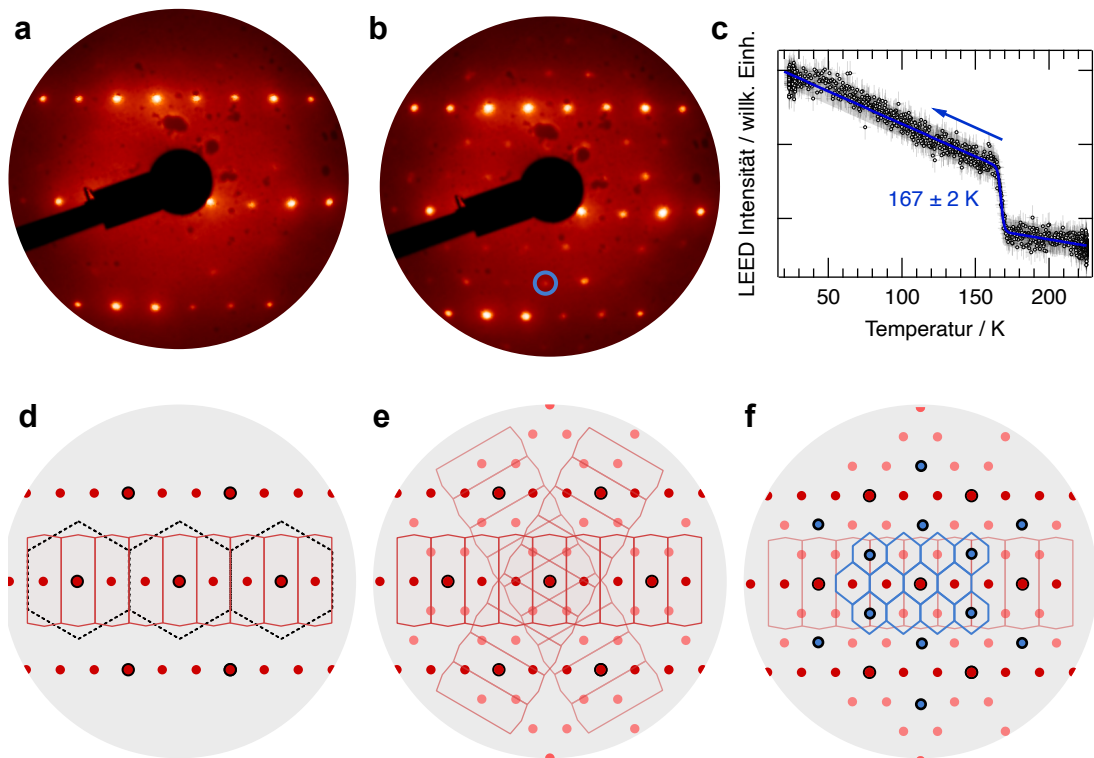 a
b
c
LEED Intensität / willk. Einh.
167 ± 2 K
50
100
150
200
Temperatur / K
d
e
f